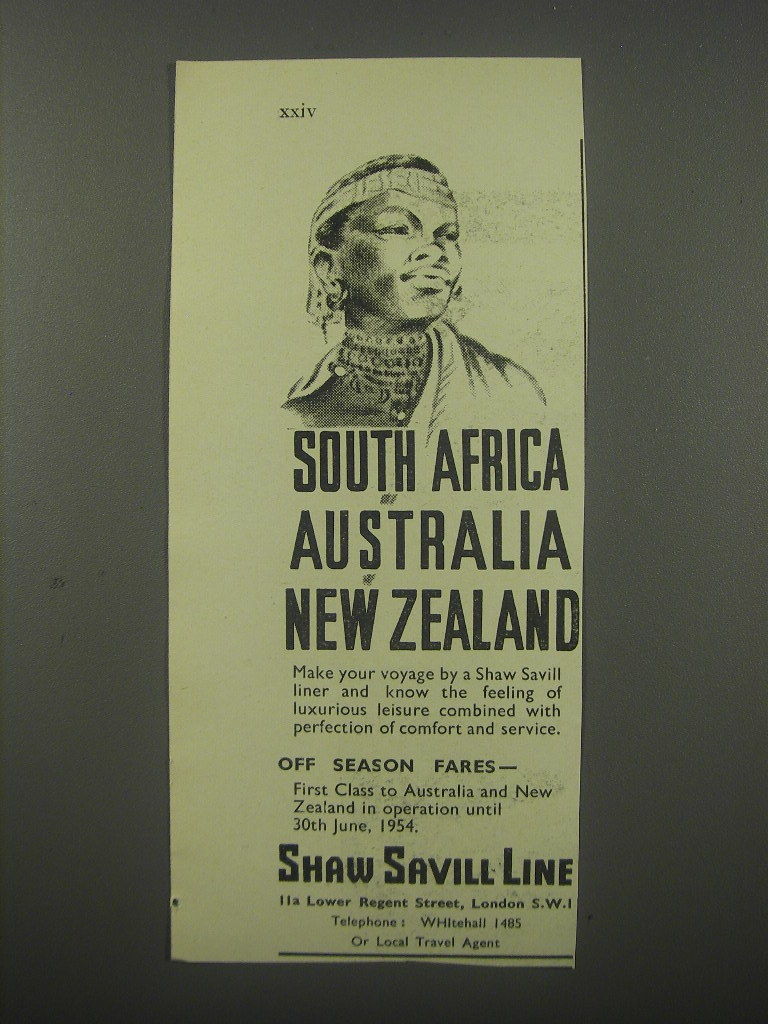 xxiv
SOUTH AFRICA
AUSTRALIA
NEW ZEALAND
Make your voyage by a Shaw Savill
liner and know the feeling of
luxurious leisure combined with
perfection of comfort and service.
OFF SEASON FARES—
First Class to Australia and New
Zealand in operation until
30th June, 1954.
SHAW SAVILL LINE
11a Lower Regent Street, London S.W.1
Telephone: WHItehall 1485
Or Local Travel Agent